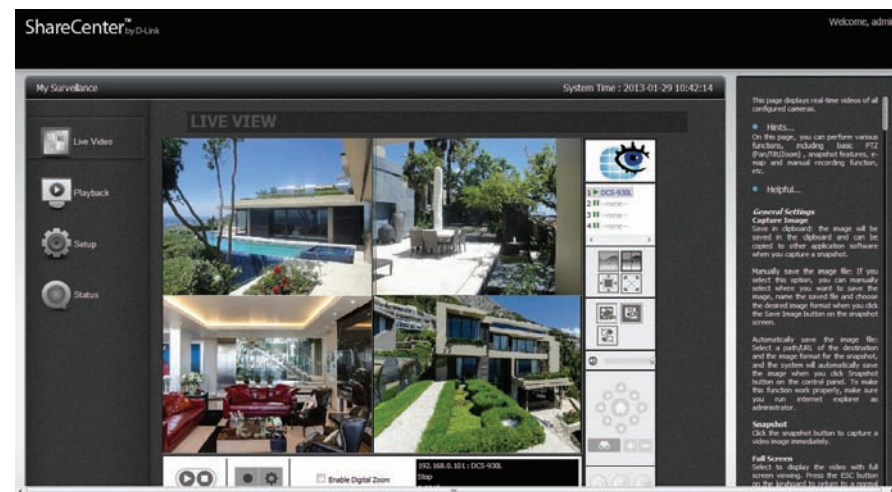 ShareCenter™ by D-Link
Welcome, admi
My Surveillance
System Time : 2013-01-29 10:42:14
Live Video
Playback
Setup
Status
LIVE VIEW
1 DCS-930L
2 --none--
3 --none--
4 --none--
Enable Digital Zoom
192.168.0.101 : DCS-930L
Stop
This page displays real-time videos of all
configured cameras.
Hints...
On this page, you can perform various
functions, including basic PTZ
(Pan/Tilt/Zoom) , snapshot features, e-
map and manual recording function,
etc.
Helpful...
General Settings
Capture Image
Save in clipboard: the image will be
saved in the clipboard and can be
copied to other application software
when you capture a snapshot.
Manually save the image file: If you
select this option, you can manually
select where you want to save the
image, name the saved file and choose
the desired image format when you click
the Save Image button on the snapshot
screen.
Automatically save the image file:
Select a path/URL of the destination
and the image format for the snapshot,
and the system will automatically save
the image when you click Snapshot
button on the control panel. To make
this function work properly, make sure
you run internet explorer as
administrator.
Snapshot
Click the snapshot button to capture a
video image immediately.
Full Screen
Select to display the video with full
screen viewing. Press the ESC button
on the keyboard to return to a normal